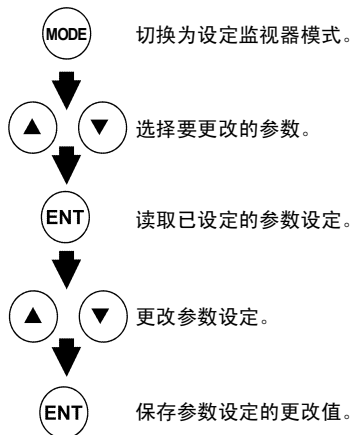 MODE 切换为设定监视器模式。
▲ ▼ 选择要更改的参数。
ENT 读取已设定的参数设定。
▲ ▼ 更改参数设定。
ENT 保存参数设定的更改值。